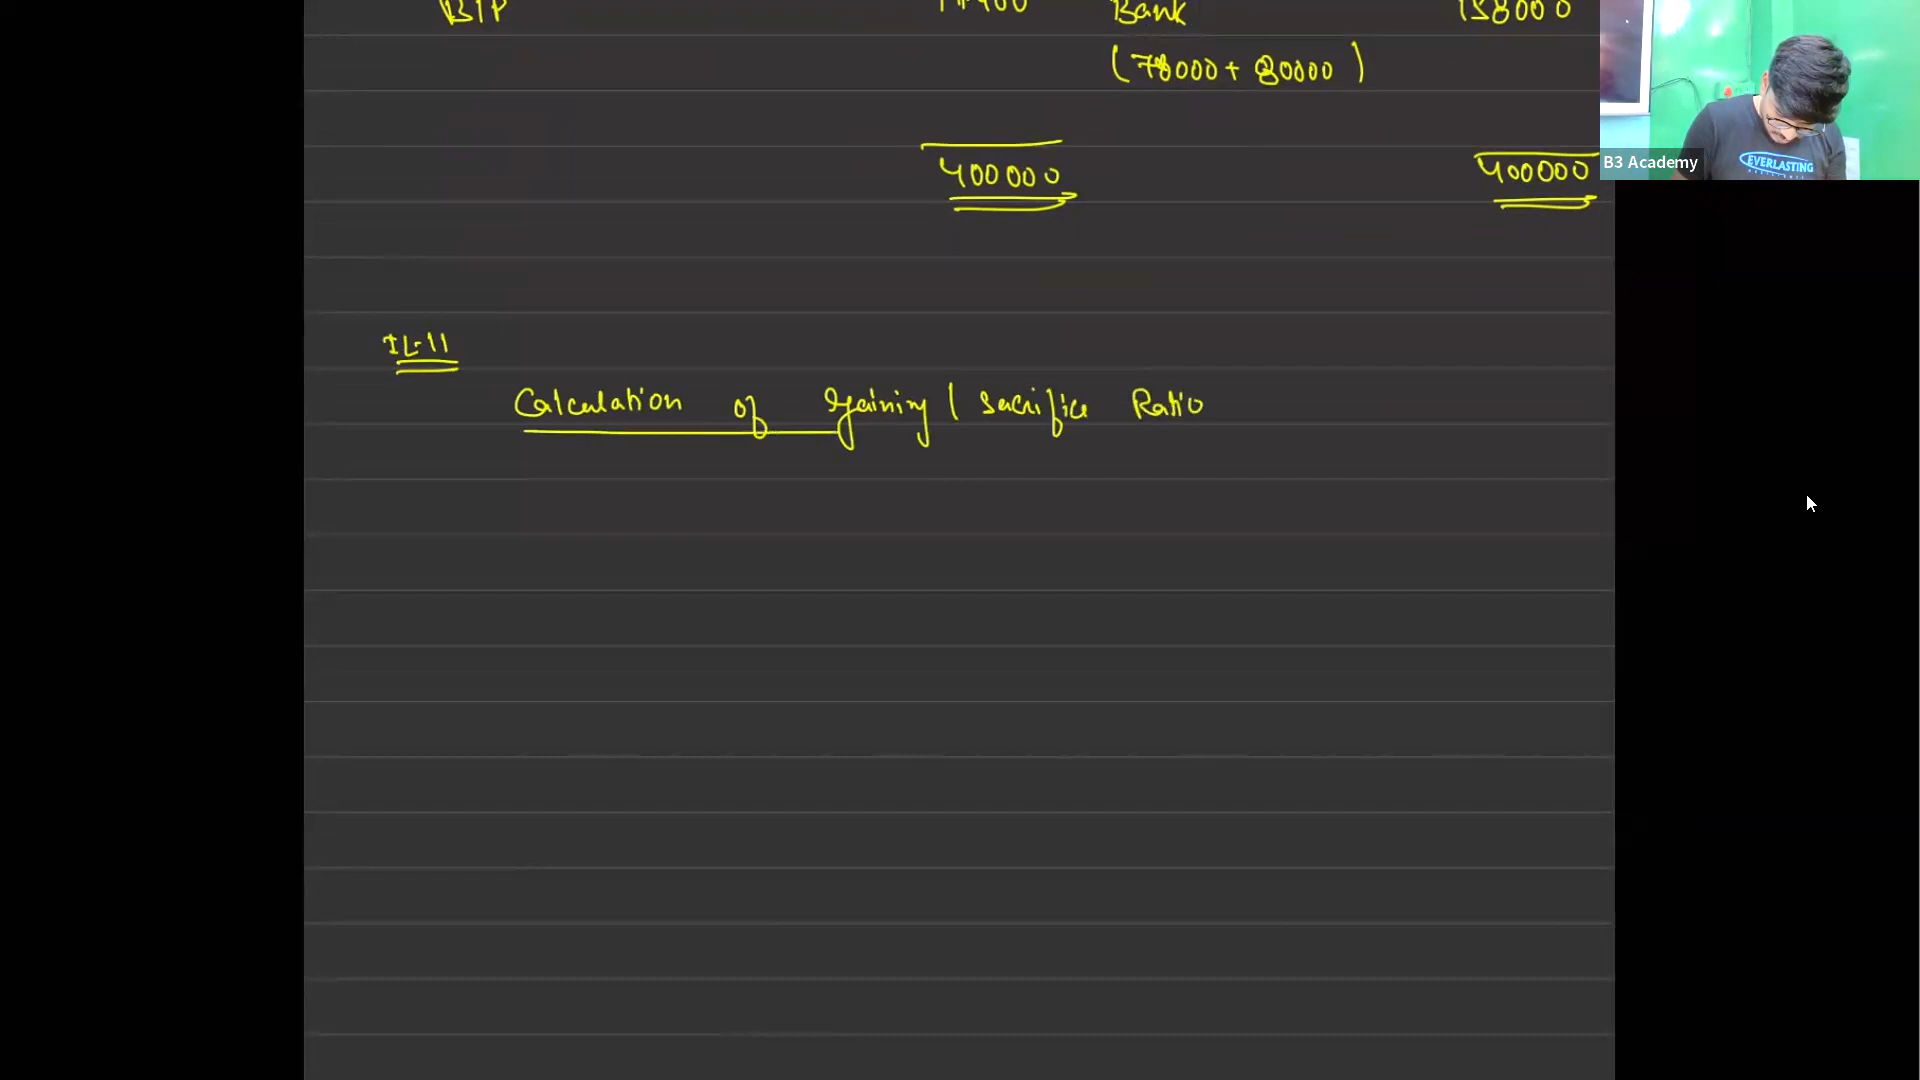 B/P Bank 158000
(78000+ 80000 )
400000 400000
IL-11
Calculation of Gaining / Sacrifice Ratio
B3 Academy
EVERLASTING